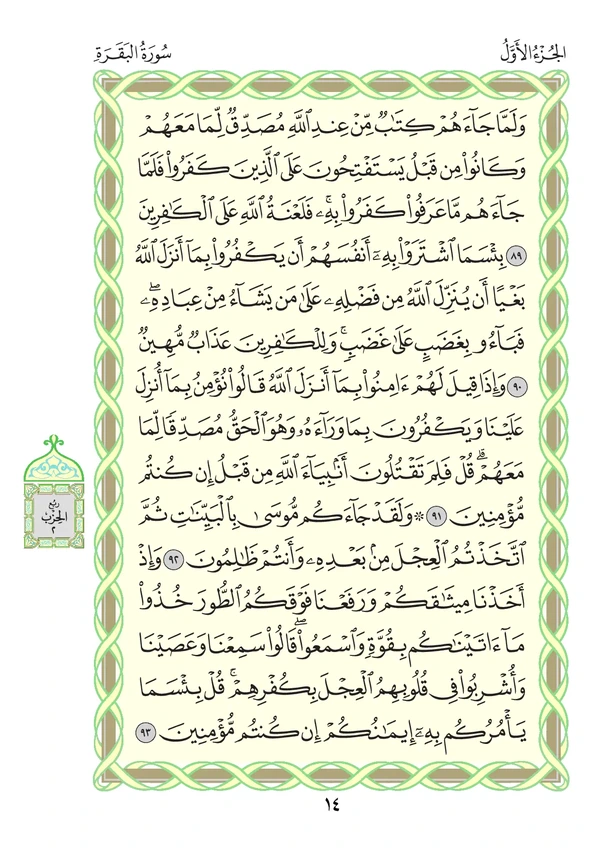 الجُزْءُ الأَوَّلُ
سُورَةُ البَقَرَةِ
وَلَمَّا جَآءَهُمْ كِتَٰبٌ مِّنْ عِندِ ٱللَّهِ مُصَدِّقٌ لِّمَا مَعَهُمْ
وَكَانُوا۟ مِن قَبْلُ يَسْتَفْتِحُونَ عَلَى ٱلَّذِينَ كَفَرُوا۟ فَلَمَّا
جَآءَهُم مَّا عَرَفُوا۟ كَفَرُوا۟ بِهِۦ ۚ فَلَعْنَةُ ٱللَّهِ عَلَى ٱلْكَٰفِرِينَ
٨٩ بِئْسَمَا ٱشْتَرَوْا۟ بِهِۦٓ أَنفُسَهُمْ أَن يَكْفُرُوا۟ بِمَآ أَنزَلَ ٱللَّهُ
بَغْيًا أَن يُنَزِّلَ ٱللَّهُ مِن فَضْلِهِۦ عَلَىٰ مَن يَشَآءُ مِنْ عِبَادِهِۦ ۖ
فَبَآءُو بِغَضَبٍ عَلَىٰ غَضَبٍ ۚ وَلِلْكَٰفِرِينَ عَذَابٌ مُّهِينٌ
٩٠ وَإِذَا قِيلَ لَهُمْ ءَامِنُوا۟ بِمَآ أَنزَلَ ٱللَّهُ قَالُوا۟ نُؤْمِنُ بِمَآ أُنزِلَ
عَلَيْنَا وَيَكْفُرُونَ بِمَا وَرَآءَهُۥ وَهُوَ ٱلْحَقُّ مُصَدِّقًا لِّمَا
مَعَهُمْ ۗ قُلْ فَلِمَ تَقْتُلُونَ أَنۢبِيَآءَ ٱللَّهِ مِن قَبْلُ إِن كُنتُم
مُّؤْمِنِينَ ٩١ ۞ وَلَقَدْ جَآءَكُم مُّوسَىٰ بِٱلْبَيِّنَٰتِ ثُمَّ
ٱتَّخَذْتُمُ ٱلْعِجْلَ مِنۢ بَعْدِهِۦ وَأَنتُمْ ظَٰلِمُونَ ٩٢ وَإِذْ
أَخَذْنَا مِيثَٰقَكُمْ وَرَفَعْنَا فَوْقَكُمُ ٱلطُّورَ خُذُوا۟
مَآ ءَاتَيْنَٰكُم بِقُوَّةٍ وَٱسْمَعُوا۟ ۖ قَالُوا۟ سَمِعْنَا وَعَصَيْنَا
وَأُشْرِبُوا۟ فِى قُلُوبِهِمُ ٱلْعِجْلَ بِكُفْرِهِمْ ۚ قُلْ بِئْسَمَا
يَأْمُرُكُم بِهِۦٓ إِيمَٰنُكُمْ إِن كُنتُم مُّؤْمِنِينَ ٩٣
رُبْع
الحِزْب
٢
١٤